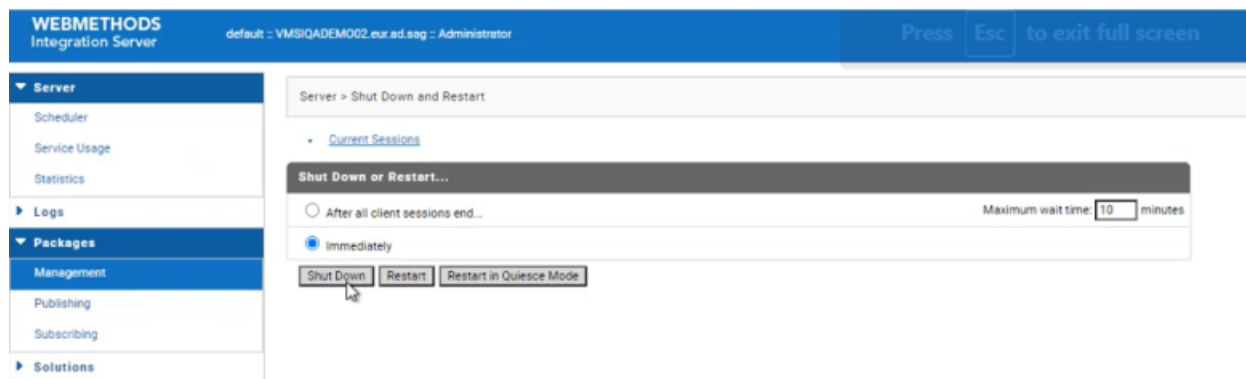 WEBMETHODS
Integration Server
default :: VMSIQADEMO02.eur.ad.sag :: Administrator
Press Esc to exit full screen
Server
Scheduler
Service Usage
Statistics
Logs
Packages
Management
Publishing
Subscribing
Solutions
Server > Shut Down and Restart
Current Sessions
Shut Down or Restart...
After all client sessions end...
Maximum wait time: 10 minutes
Immediately
Shut Down Restart Restart in Quiesce Mode